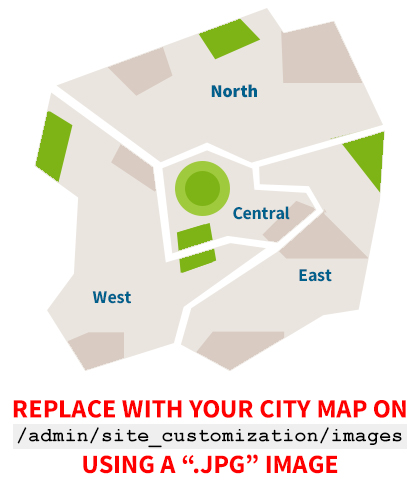 North
Central
East
West
REPLACE WITH YOUR CITY MAP ON
/admin/site_customization/images
USING A “.JPG” IMAGE